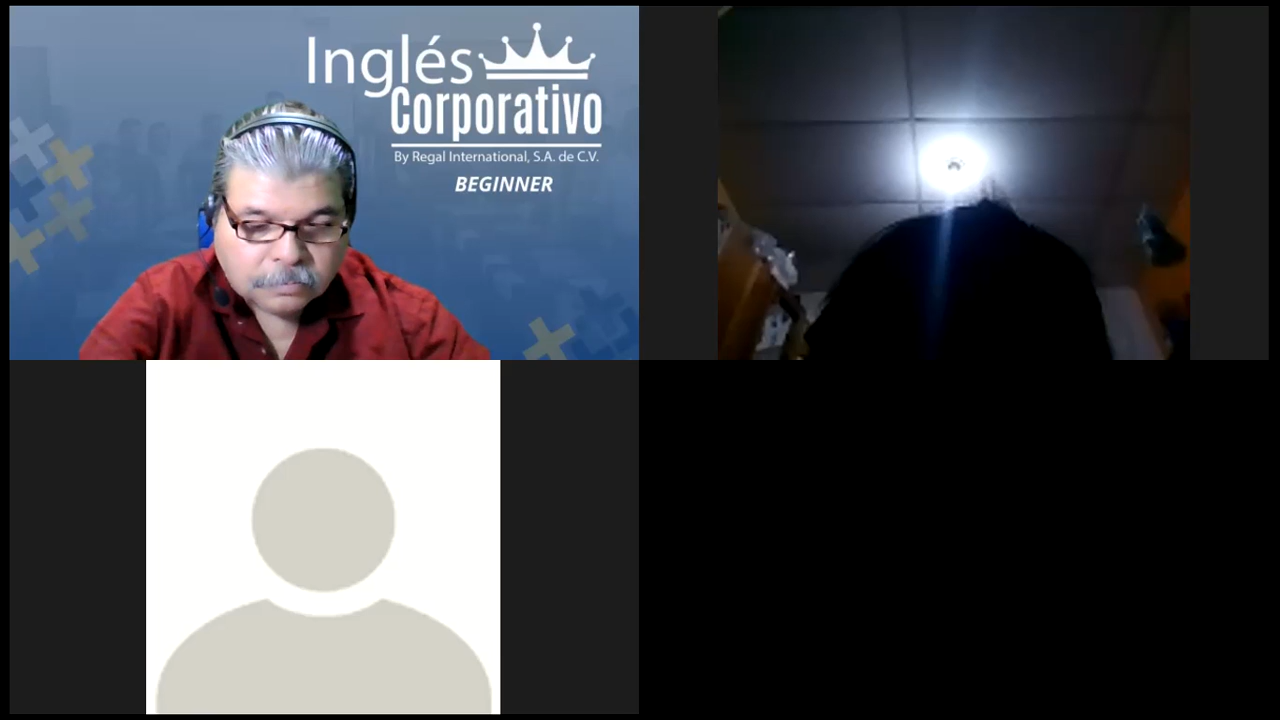 Inglés
Corporativo
By Regal International, S.A. de C.V.
BEGINNER